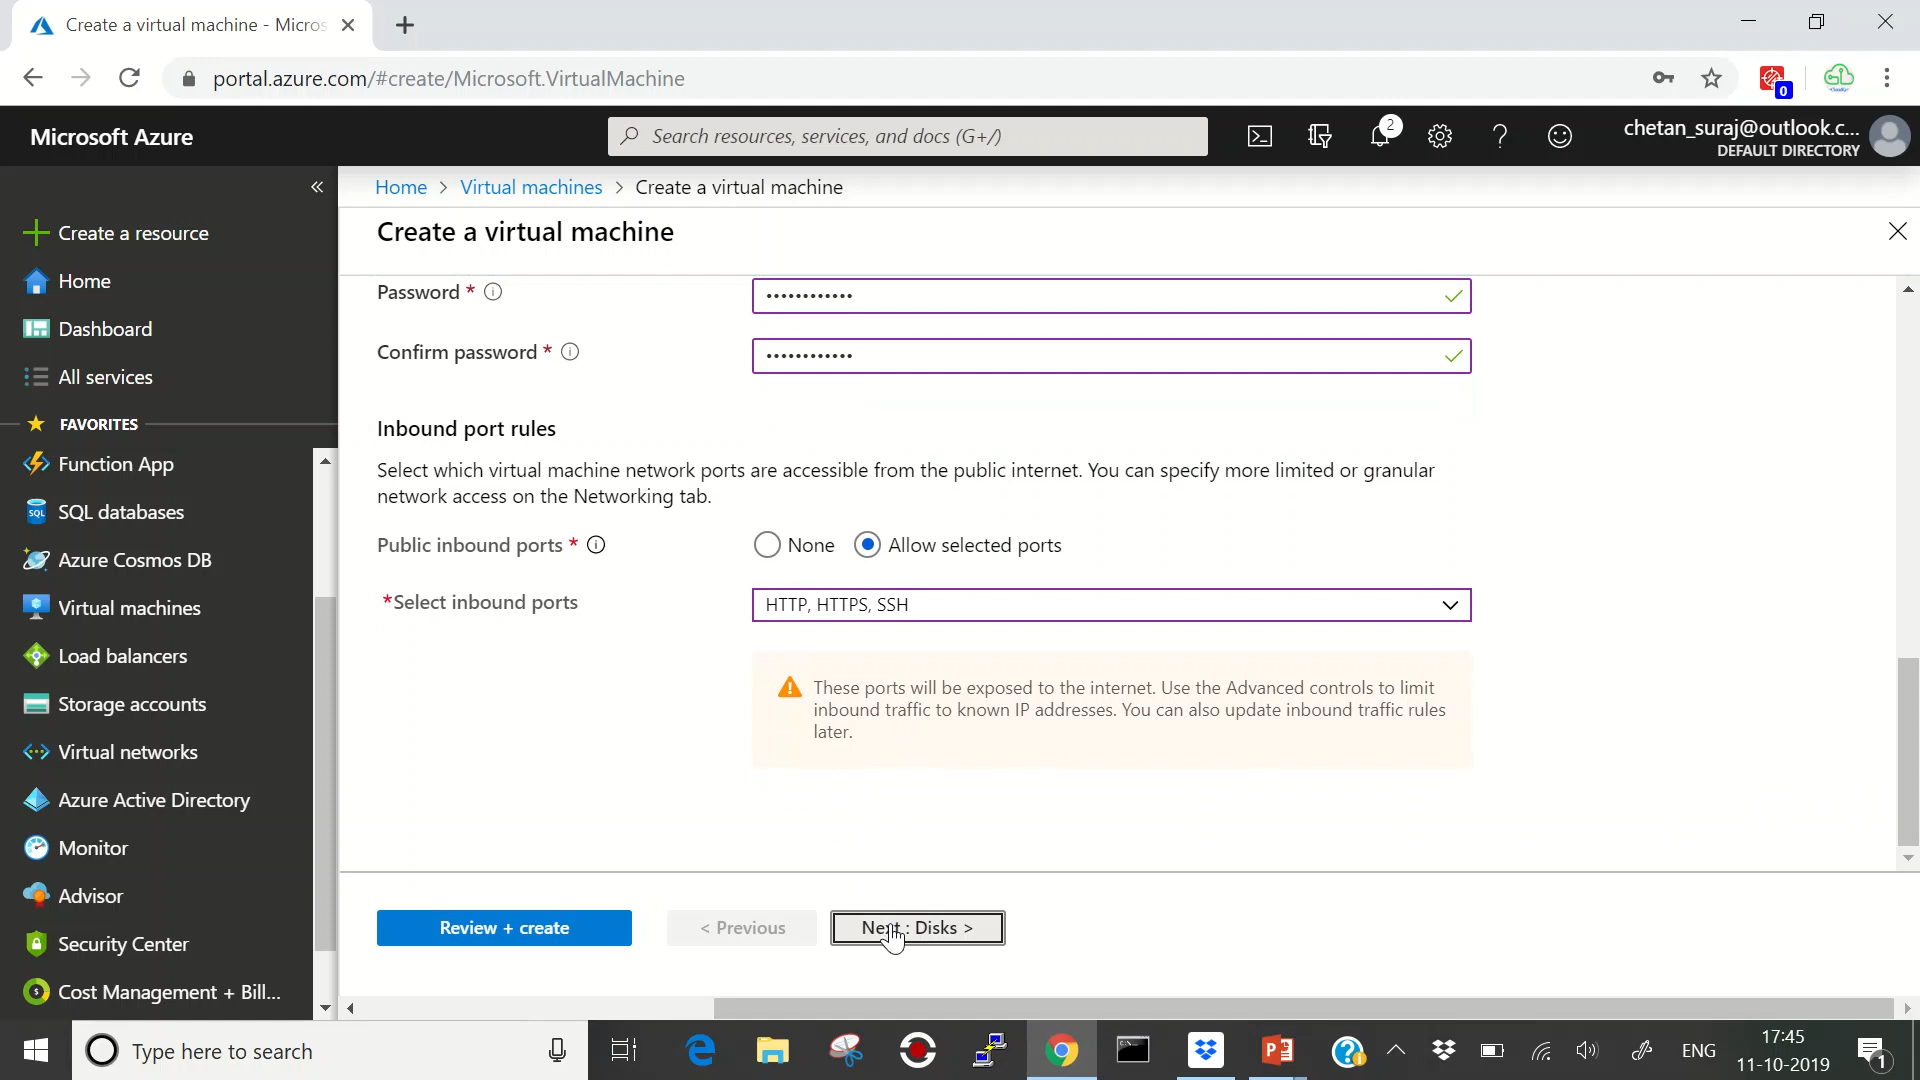 Create a virtual machine - Micros
portal.azure.com/#create/Microsoft.VirtualMachine
0
Microsoft Azure
Search resources, services, and docs (G+/)
2
chetan_suraj@outlook.c...
DEFAULT DIRECTORY
Home > Virtual machines > Create a virtual machine
Create a virtual machine
Create a resource
Home
Dashboard
All services
FAVORITES
Function App
SQL databases
Azure Cosmos DB
Virtual machines
Load balancers
Storage accounts
Virtual networks
Azure Active Directory
Monitor
Advisor
Security Center
Cost Management + Bill...
Password *
Confirm password *
Inbound port rules
Select which virtual machine network ports are accessible from the public internet. You can specify more limited or granular
network access on the Networking tab.
Public inbound ports *
None
Allow selected ports
*Select inbound ports
HTTP, HTTPS, SSH
These ports will be exposed to the internet. Use the Advanced controls to limit
inbound traffic to known IP addresses. You can also update inbound traffic rules
later.
Review + create
< Previous
Next : Disks >
Type here to search
ENG
17:45
11-10-2019
1